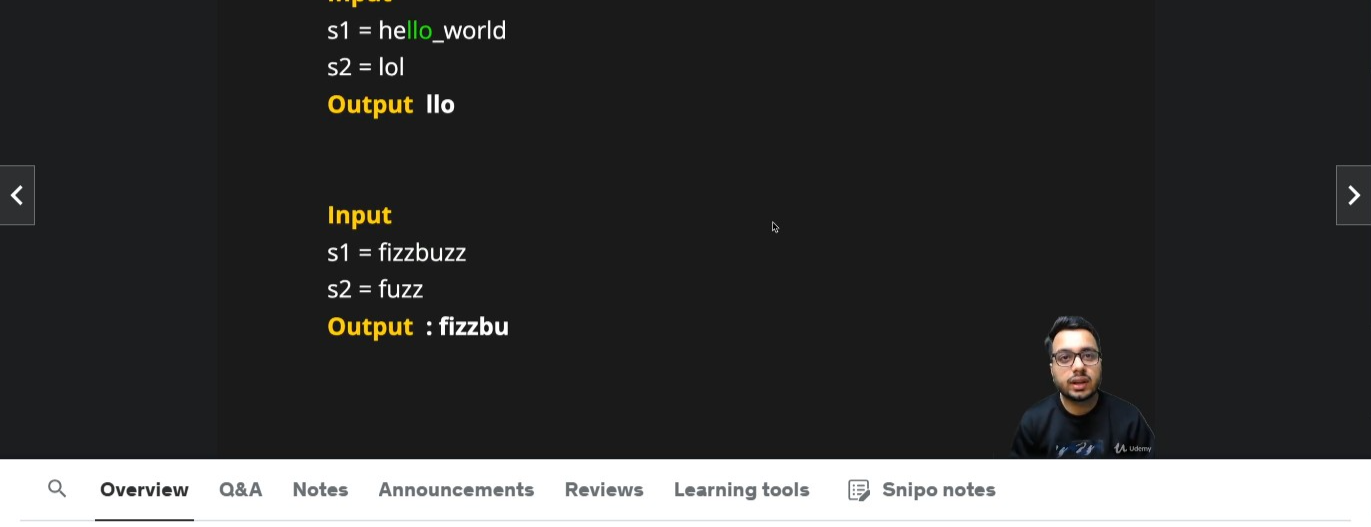 Input
s1 = hello_world
s2 = lol
Output llo
Input
s1 = fizzbuzz
s2 = fuzz
Output : fizzbu
Udemy
Overview Q&A Notes Announcements Reviews Learning tools Snipo notes